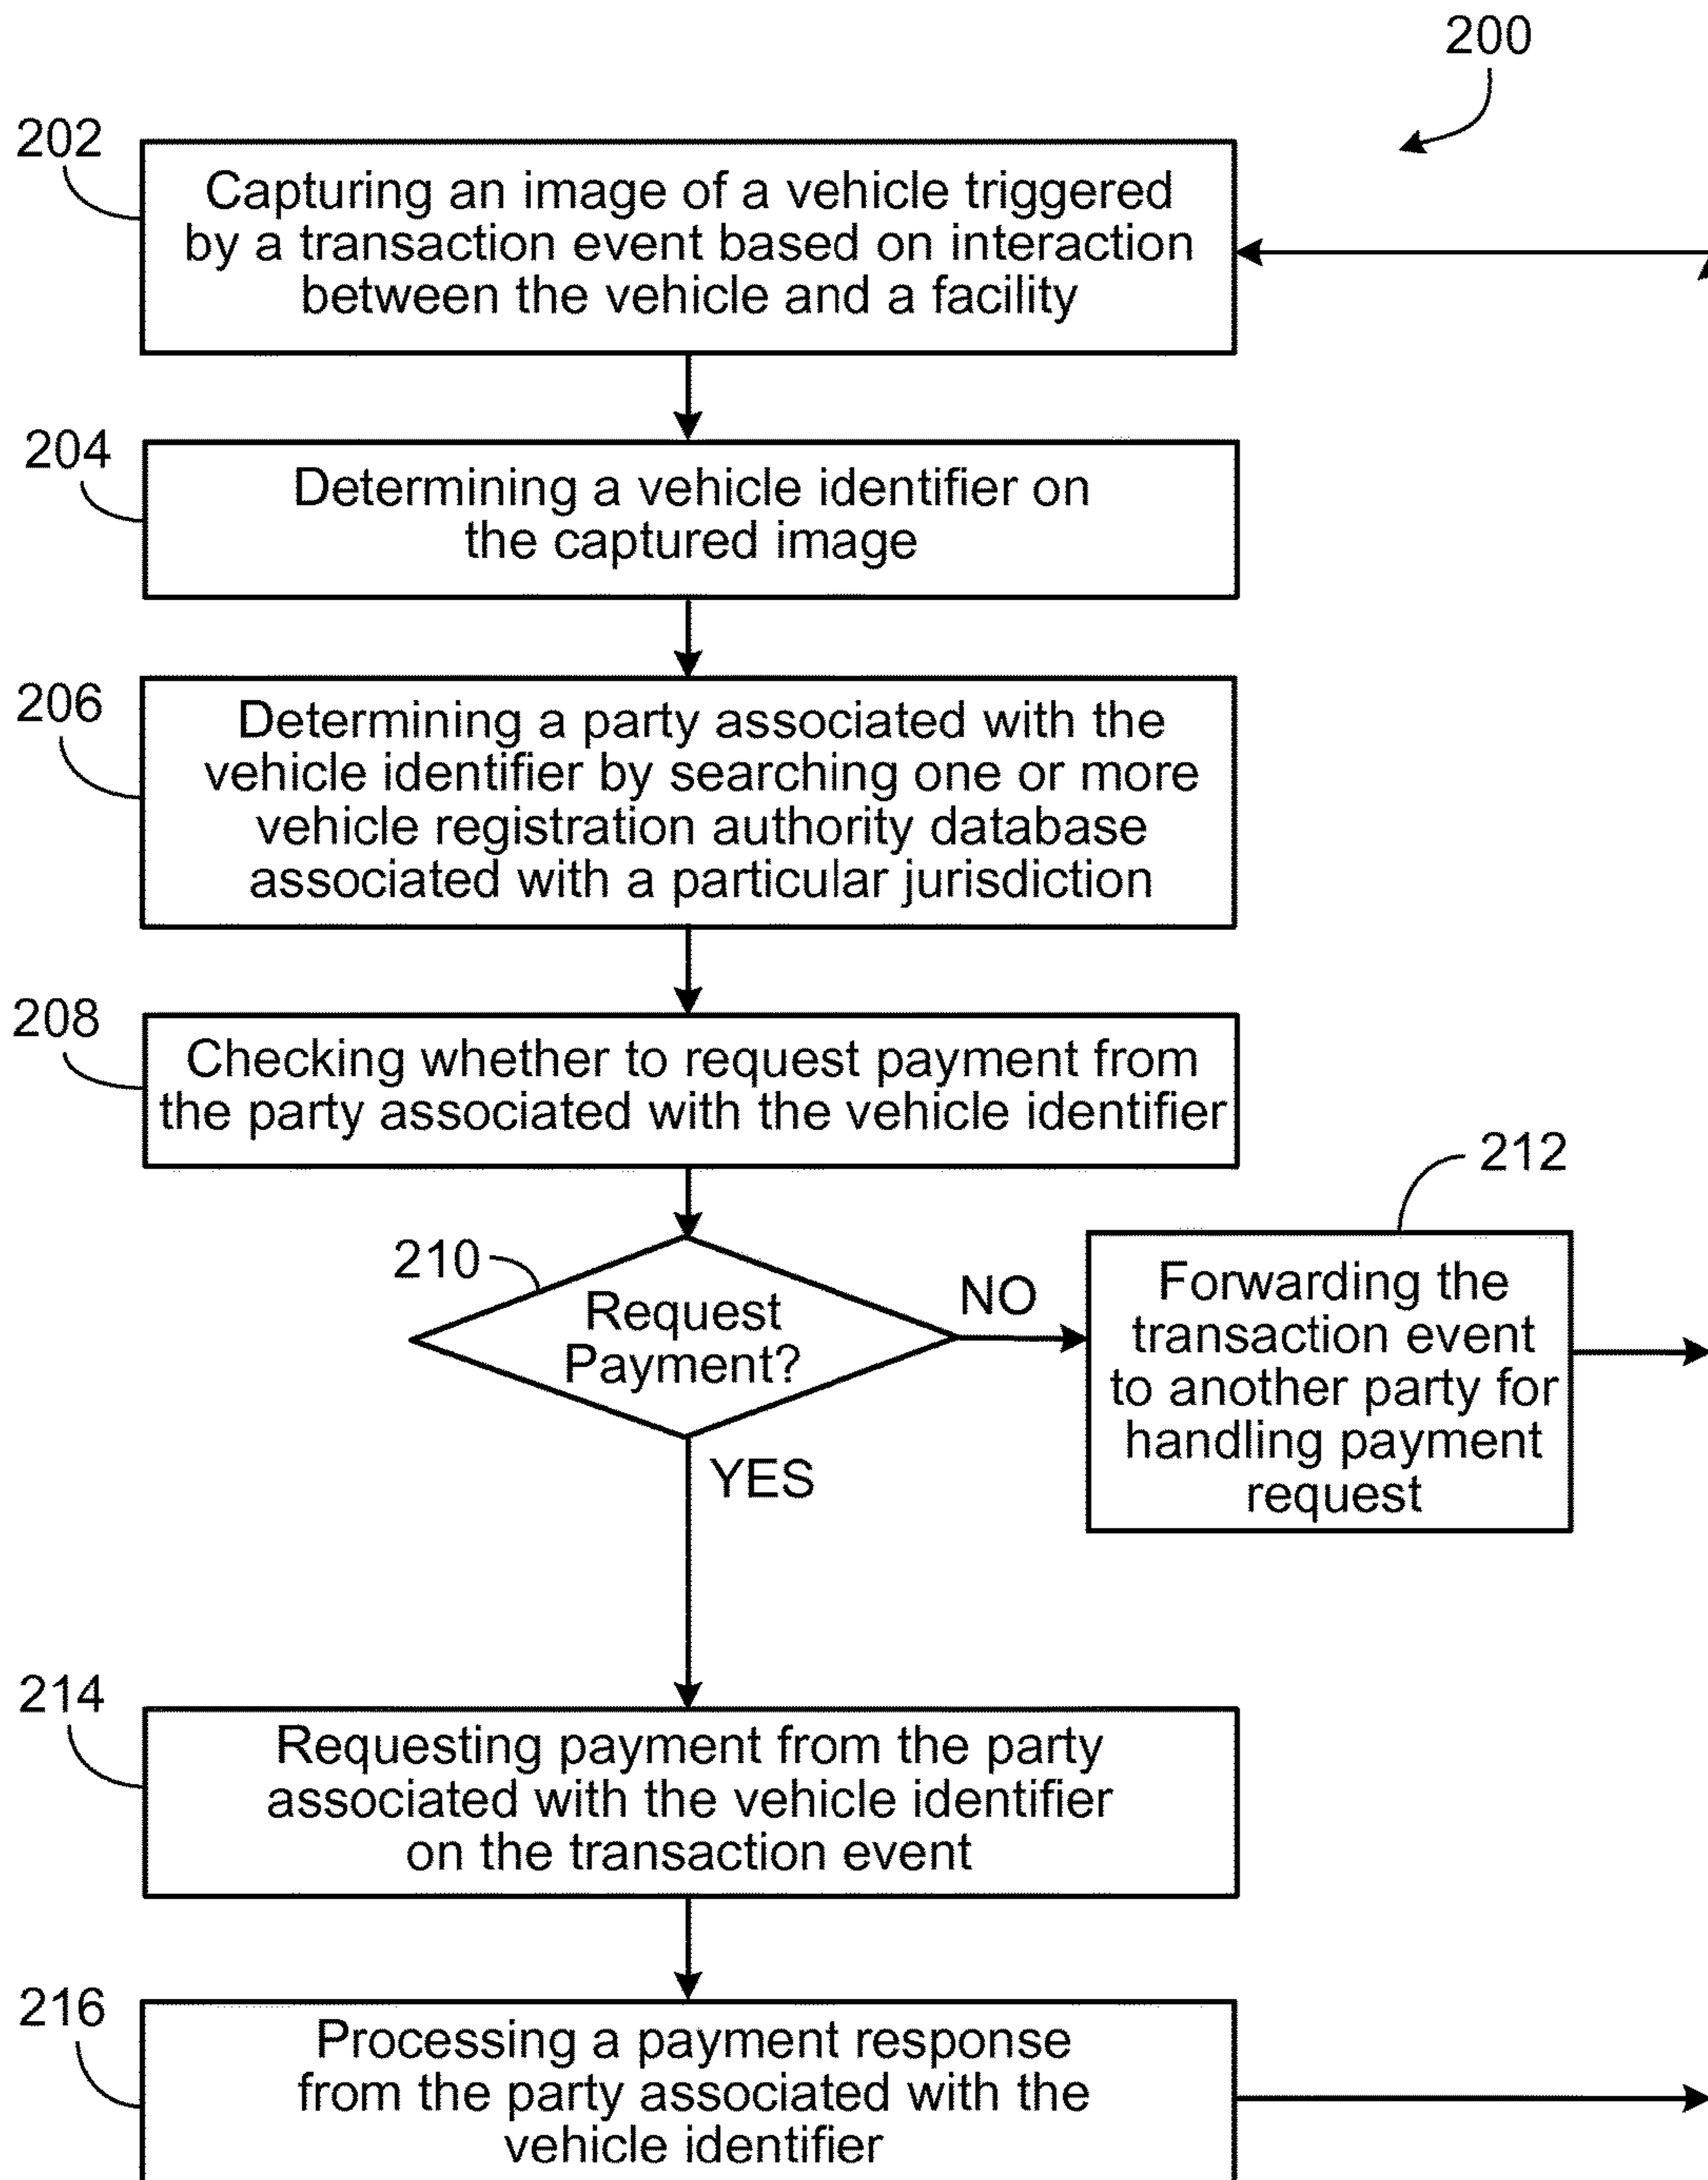 200
202
Capturing an image of a vehicle triggered
by a transaction event based on interaction
between the vehicle and a facility
204
Determining a vehicle identifier on
the captured image
206
Determining a party associated with the
vehicle identifier by searching one or more
vehicle registration authority database
associated with a particular jurisdiction
208
Checking whether to request payment from
the party associated with the vehicle identifier
210
Request
Payment?
NO
212
Forwarding the
transaction event
to another party for
handling payment
request
YES
214
Requesting payment from the party
associated with the vehicle identifier
on the transaction event
216
Processing a payment response
from the party associated with the
vehicle identifier